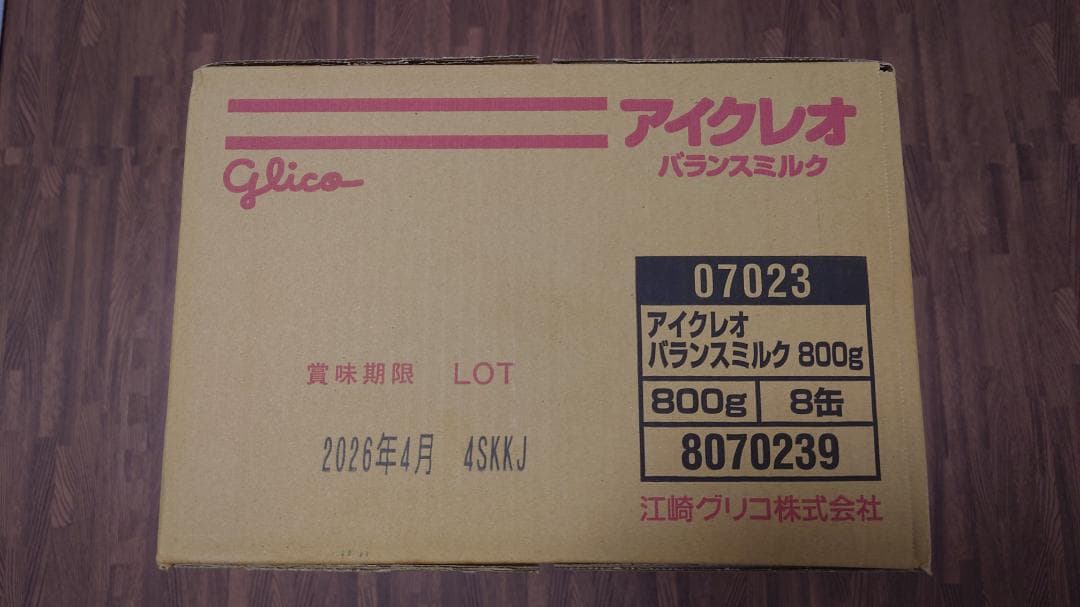 アイクレオ
バランスミルク
glico
07023
アイクレオ
バランスミルク 800g
800g 8缶
8070239
賞味期限 LOT
2026年4月 4SKKJ
江崎グリコ株式会社